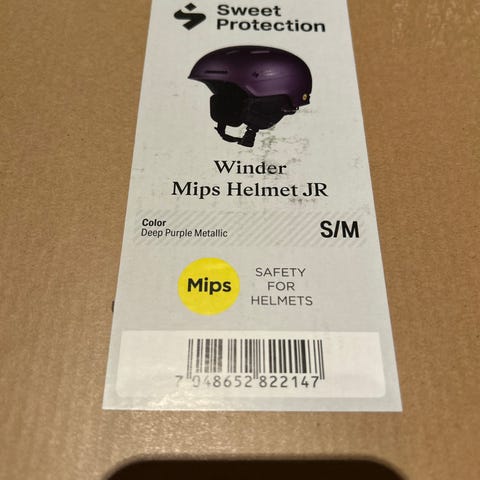 Sweet
Protection
Winder
Mips Helmet JR
Color
Deep Purple Metallic
S/M
Mips
SAFETY
FOR
HELMETS
7 048652 822147